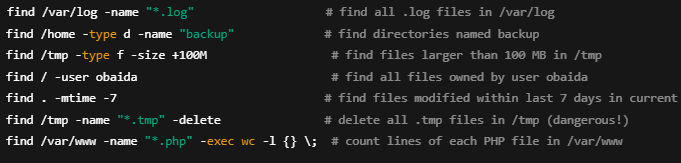 find /var/log -name "*.log" # find all .log files in /var/log
find /home -type d -name "backup" # find directories named backup
find /tmp -type f -size +100M # find files larger than 100 MB in /tmp
find / -user obaida # find all files owned by user obaida
find . -mtime -7 # find files modified within last 7 days in current
find /tmp -name "*.tmp" -delete # delete all .tmp files in /tmp (dangerous!)
find /var/www -name "*.php" -exec wc -l {} \; # count lines of each PHP file in /var/www